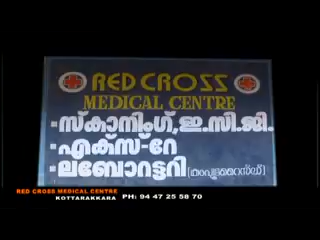 RED CROSS
MEDICAL CENTRE
▪സ്കാനിംഗ്, ഇ.സി.ജി.
▪എക്സ്-റേ
▪ലബോറട്ടറി (കംപ്യൂട്ടറൈസ്ഡ്)
RED CROSS MEDICAL CENTRE
KOTTARAKKARA PH: 94 47 25 58 70